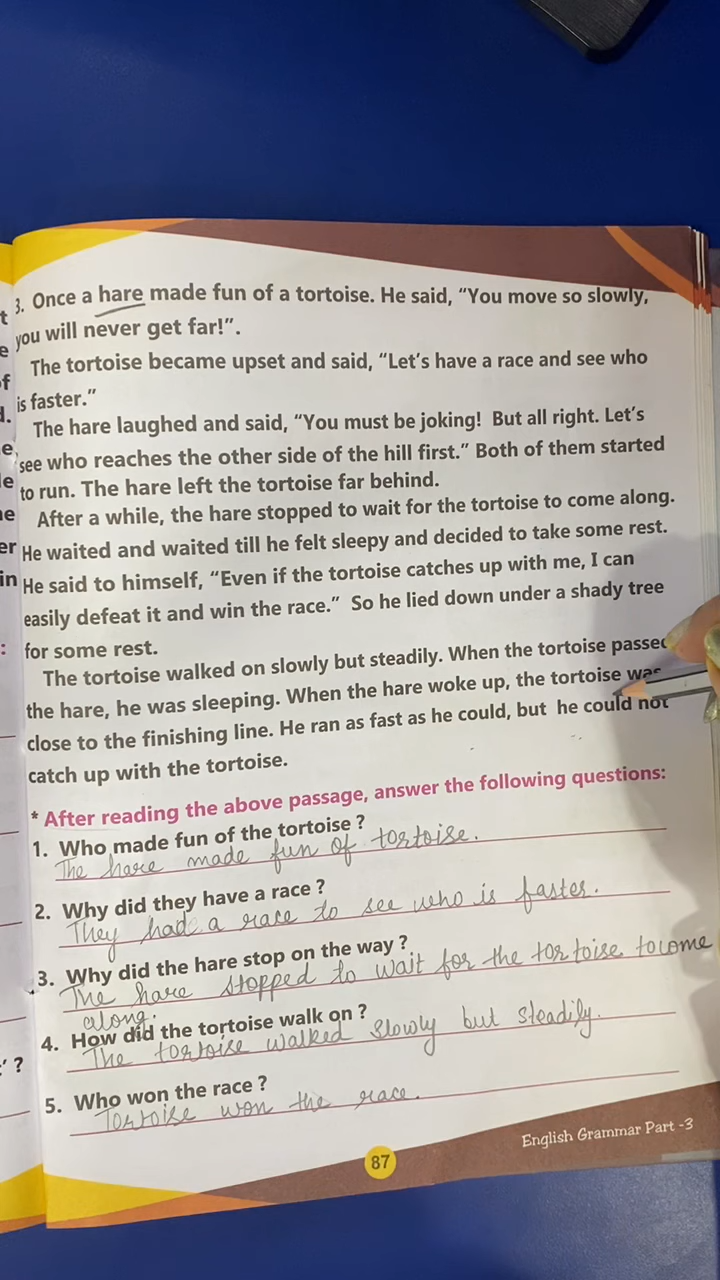 3. Once a hare made fun of a tortoise. He said, “You move so slowly,
you will never get far!”.
The tortoise became upset and said, “Let’s have a race and see who
is faster.”
The hare laughed and said, “You must be joking! But all right. Let’s
see who reaches the other side of the hill first.” Both of them started
to run. The hare left the tortoise far behind.
After a while, the hare stopped to wait for the tortoise to come along.
He waited and waited till he felt sleepy and decided to take some rest.
He said to himself, “Even if the tortoise catches up with me, I can
easily defeat it and win the race.” So he lied down under a shady tree
for some rest.
The tortoise walked on slowly but steadily. When the tortoise passed
the hare, he was sleeping. When the hare woke up, the tortoise was
close to the finishing line. He ran as fast as he could, but he could not
catch up with the tortoise.
* After reading the above passage, answer the following questions:
1. Who made fun of the tortoise ?
The hare made fun of tortoise.
2. Why did they have a race ?
They had a race to see who is faster.
3. Why did the hare stop on the way ?
The hare stopped to wait for the tortoise to come
along.
4. How did the tortoise walk on ?
The tortoise walked slowly but steadily.
5. Who won the race ?
Tortoise won the race.
English Grammar Part -3
87